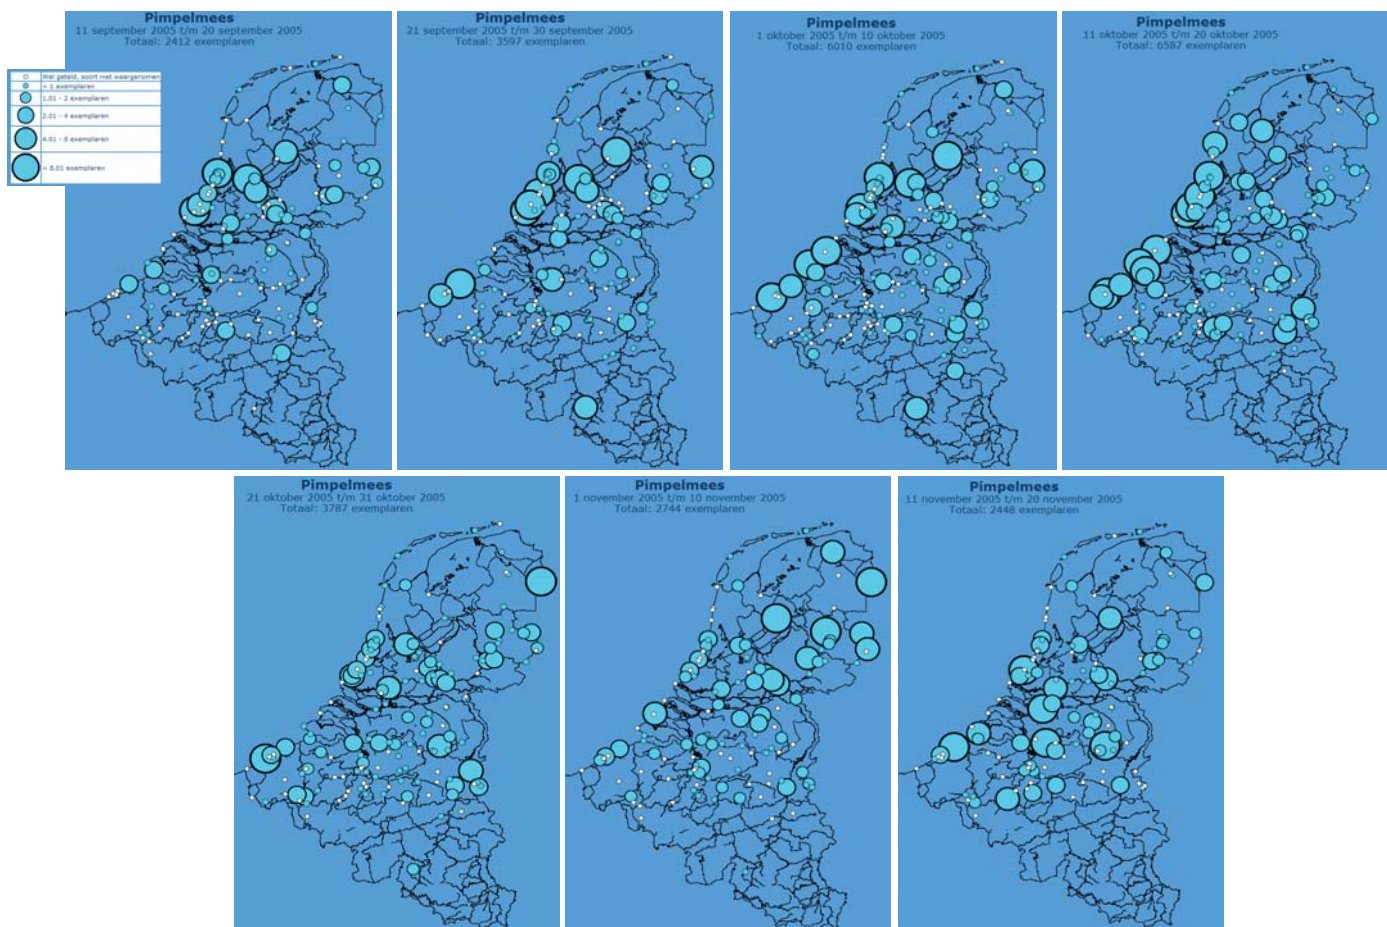 Pimpelmees
11 september 2005 t/m 20 september 2005
Totaal: 2412 exemplaren
Pimpelmees
21 september 2005 t/m 30 september 2005
Totaal: 3597 exemplaren
Pimpelmees
1 oktober 2005 t/m 10 oktober 2005
Totaal: 6010 exemplaren
Pimpelmees
11 oktober 2005 t/m 20 oktober 2005
Totaal: 6587 exemplaren
Wel geteld, soort niet waargenomen
< 1 exemplaren
1.01 - 2 exemplaren
2.01 - 4 exemplaren
4.01 - 8 exemplaren
> 8.01 exemplaren
Pimpelmees
21 oktober 2005 t/m 31 oktober 2005
Totaal: 3787 exemplaren
Pimpelmees
1 november 2005 t/m 10 november 2005
Totaal: 2744 exemplaren
Pimpelmees
11 november 2005 t/m 20 november 2005
Totaal: 2448 exemplaren